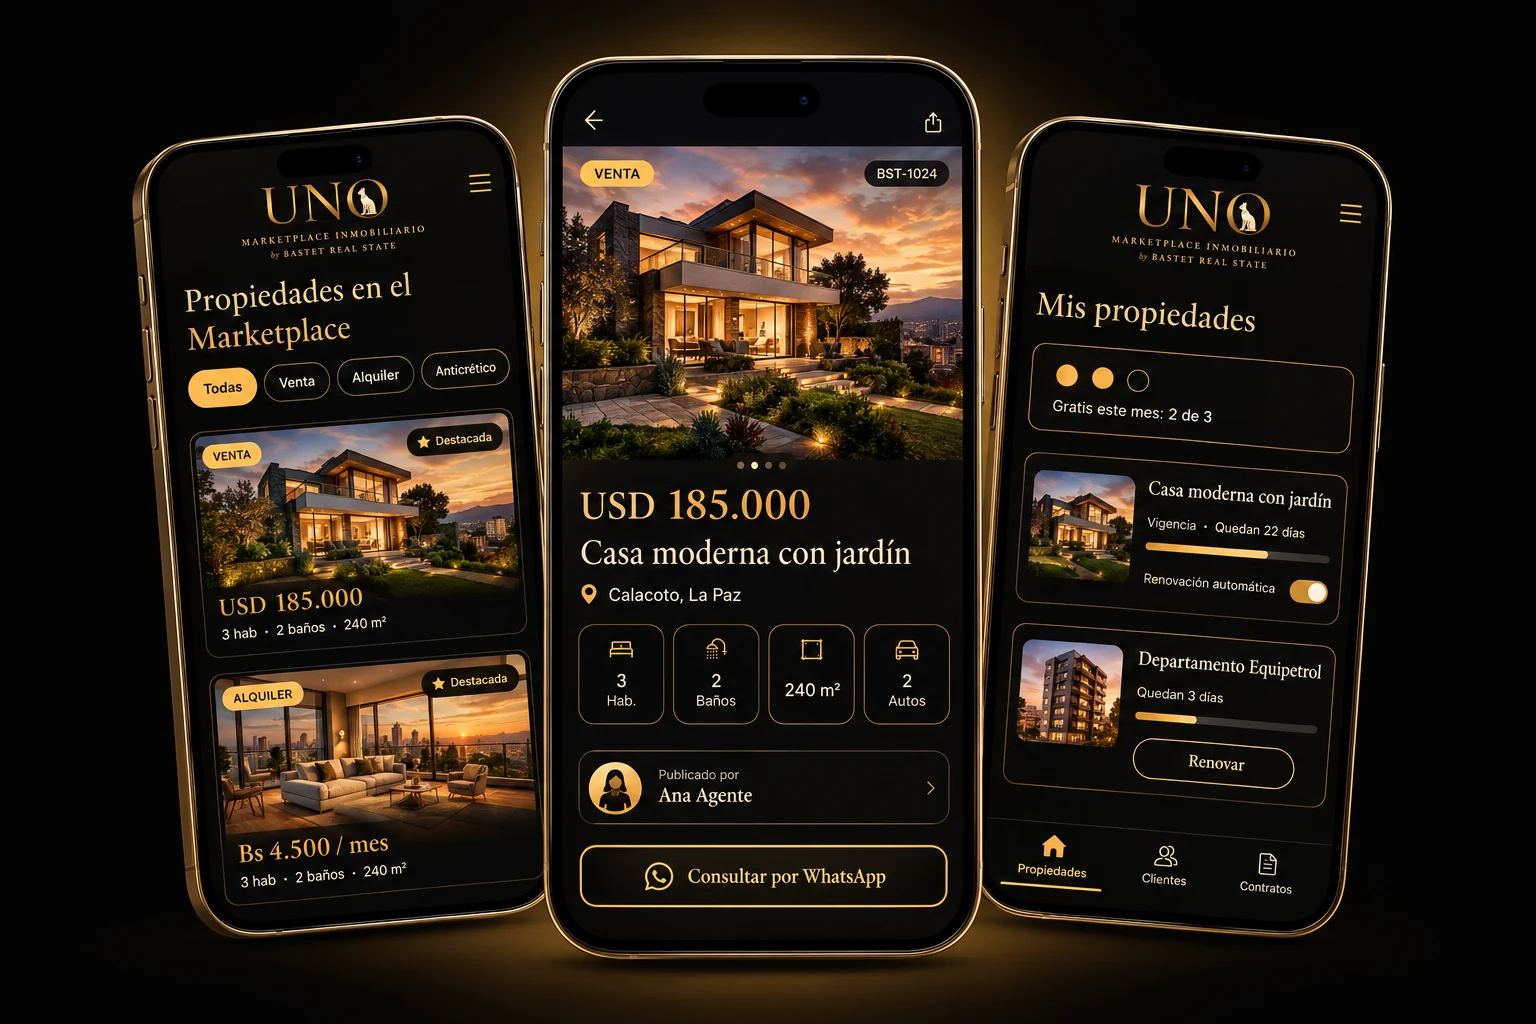 UNO
MARKETPLACE INMOBILIARIO
by BASTET REAL STATE
Propiedades en el
Marketplace
Todas
Venta
Alquiler
Anticrético
VENTA
Destacada
USD 185.000
3 hab · 2 baños · 240 m²
ALQUILER
Destacada
Bs 4.500 / mes
3 hab · 2 baños · 240 m²
VENTA
BST-1024
USD 185.000
Casa moderna con jardín
Calacoto, La Paz
3
Hab.
2
Baños
240 m²
2
Autos
Publicado por
Ana Agente
Consultar por WhatsApp
UNO
MARKETPLACE INMOBILIARIO
by BASTET REAL STATE
Mis propiedades
Gratis este mes: 2 de 3
Casa moderna con jardín
Vigencia · Quedan 22 días
Renovación automática
Departamento Equipetrol
Quedan 3 días
Renovar
Propiedades
Clientes
Contratos